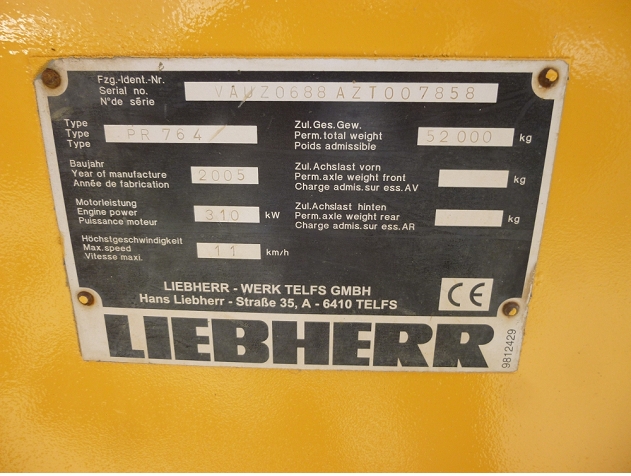 Fzg.-Ident.-Nr.
Serial no. VAUZ0688AZT007858
N°de série
Type
Type PR 764
Type
Baujahr
Year of manufacture 2005
Année de fabrication
Motorleistung
Engine power 310 kW
Puissance moteur
Höchstgeschwindigkeit
Max. speed 11 km/h
Vitesse maxi.
Zul.Ges.Gew.
Perm.total weight 52000 kg
Poids admissible
Zul.Achslast vorn
Perm.axle weight front kg
Charge admis.sur ess.AV
Zul.Achslast hinten
Perm.axle weight rear kg
Charge admis.sur ess.AR
LIEBHERR - WERK TELFS GMBH
Hans Liebherr - Straße 35, A - 6410 TELFS
CE
LIEBHERR
9812429